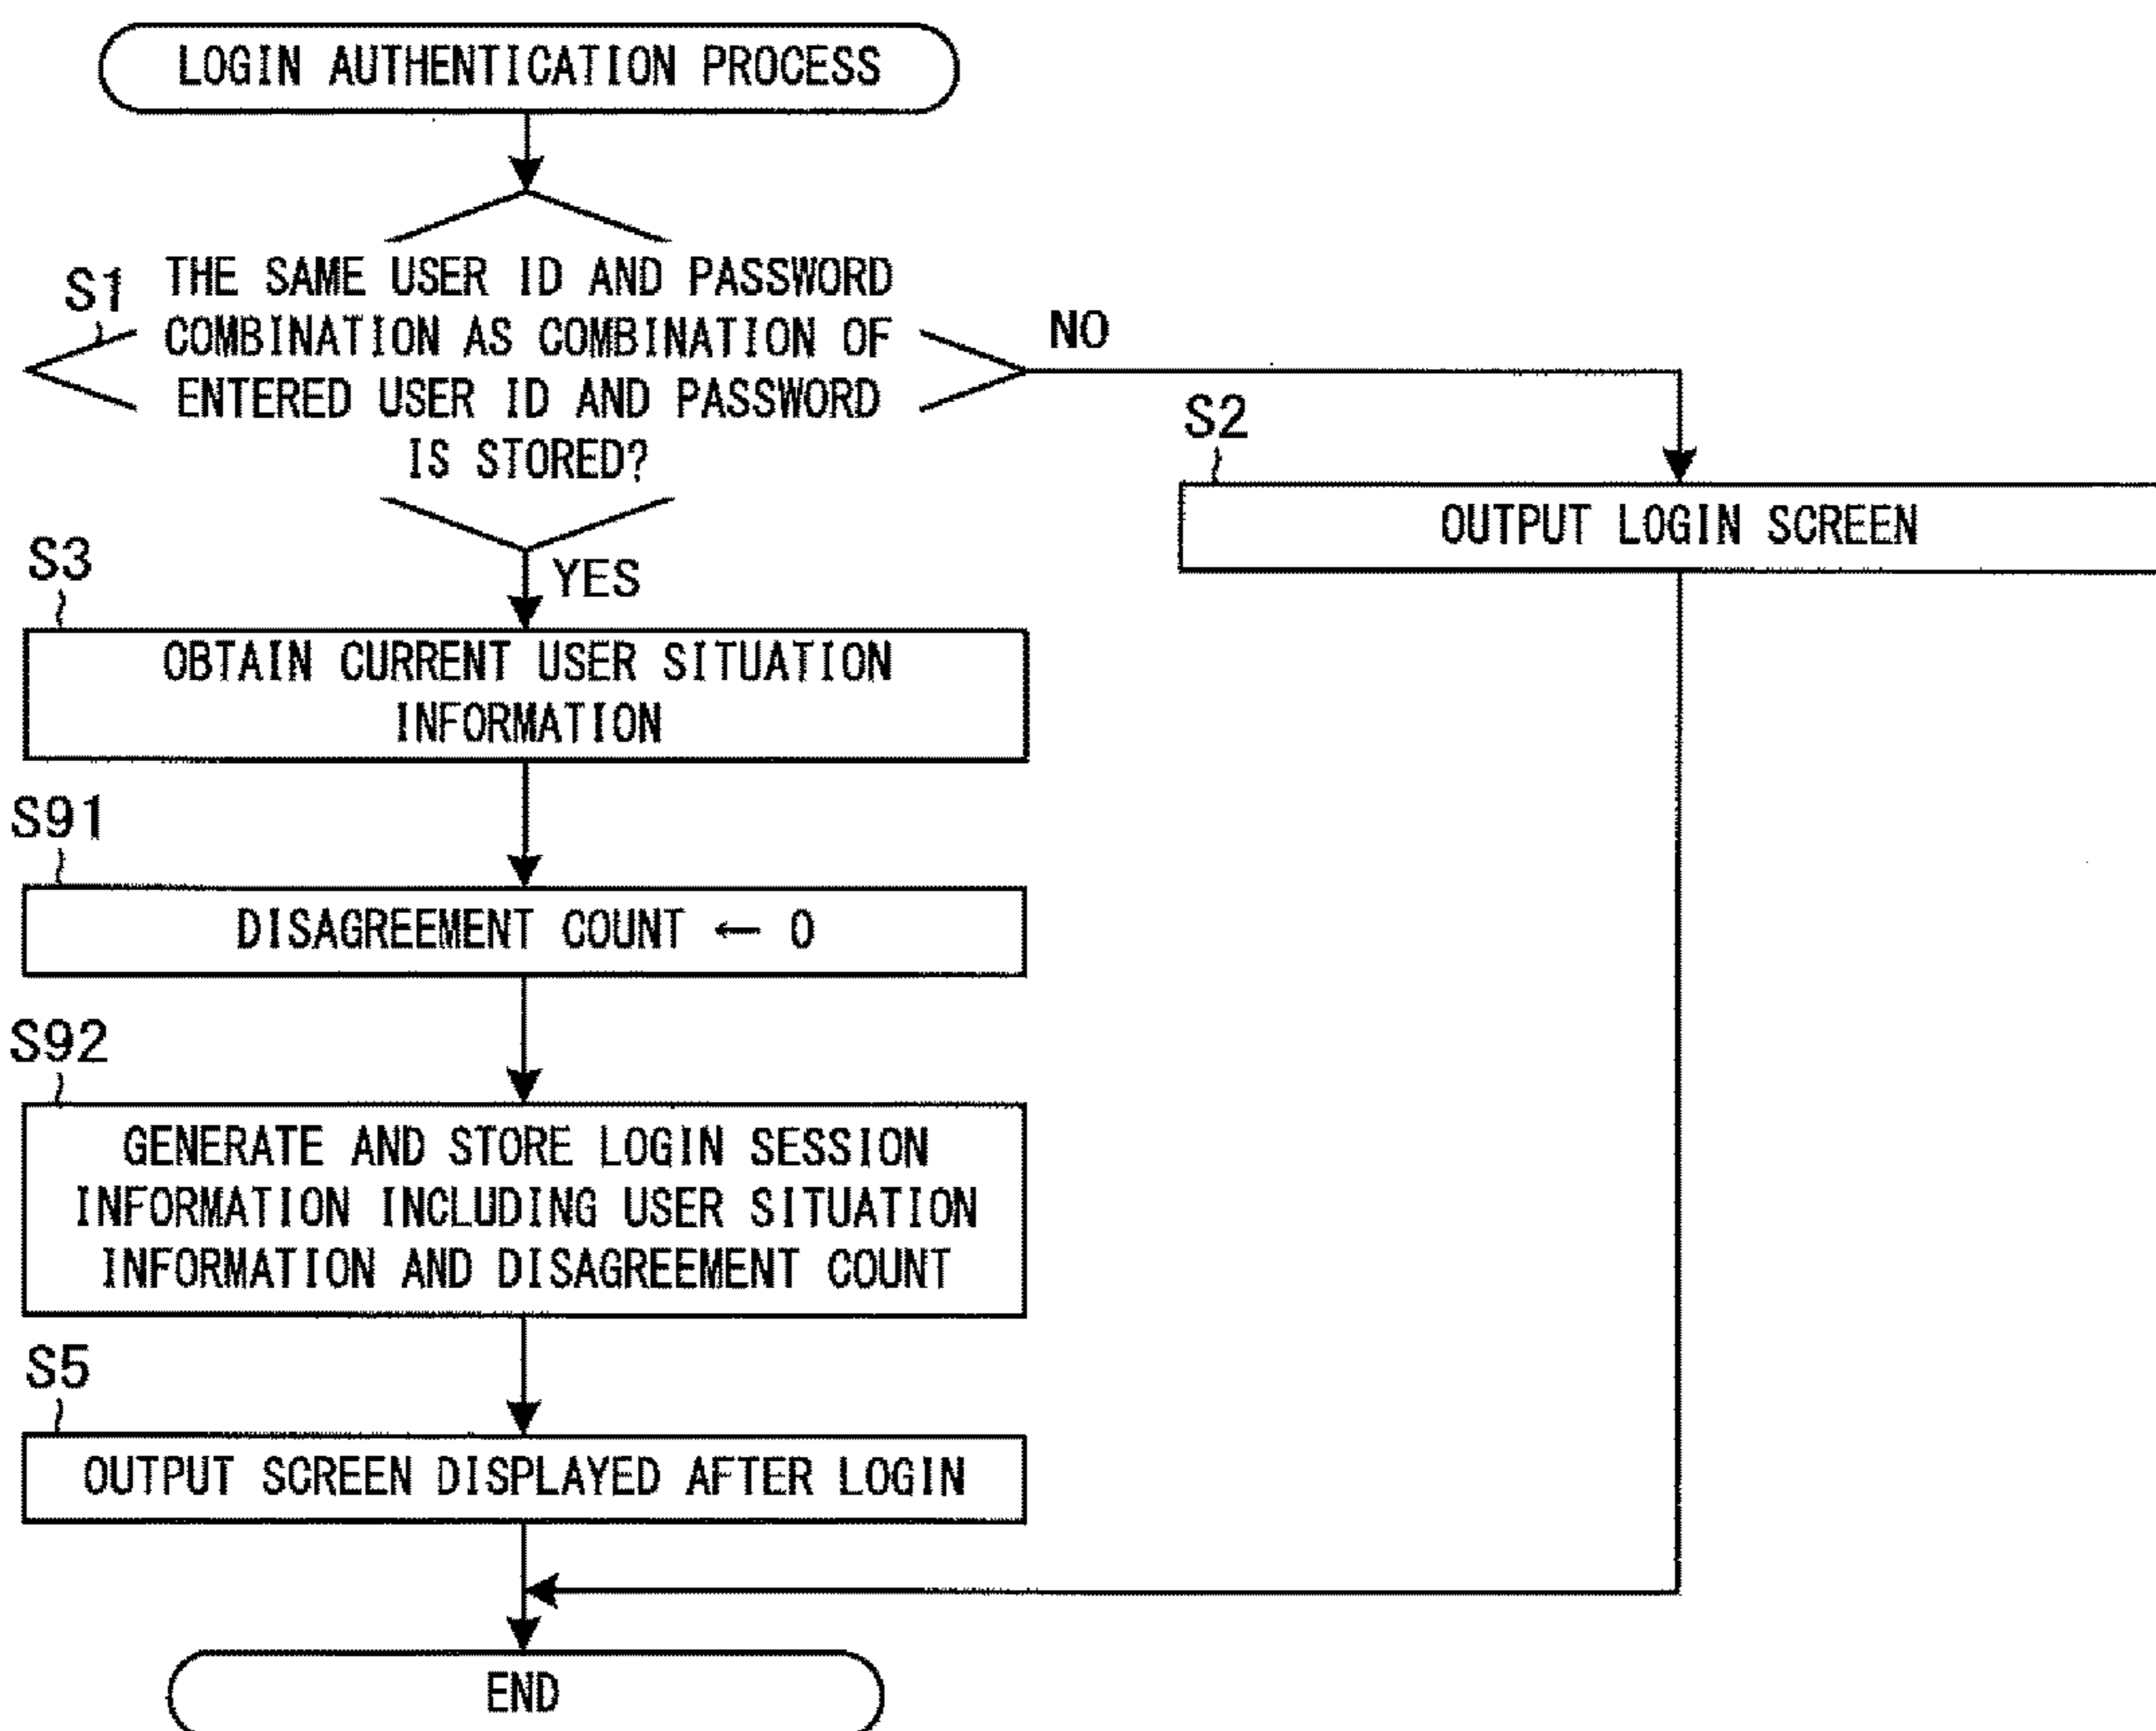 LOGIN AUTHENTICATION PROCESS
S1
THE SAME USER ID AND PASSWORD
COMBINATION AS COMBINATION OF
ENTERED USER ID AND PASSWORD
IS STORED?
NO
S2
OUTPUT LOGIN SCREEN
YES
S3
OBTAIN CURRENT USER SITUATION
INFORMATION
S91
DISAGREEMENT COUNT ← 0
S92
GENERATE AND STORE LOGIN SESSION
INFORMATION INCLUDING USER SITUATION
INFORMATION AND DISAGREEMENT COUNT
S5
OUTPUT SCREEN DISPLAYED AFTER LOGIN
END